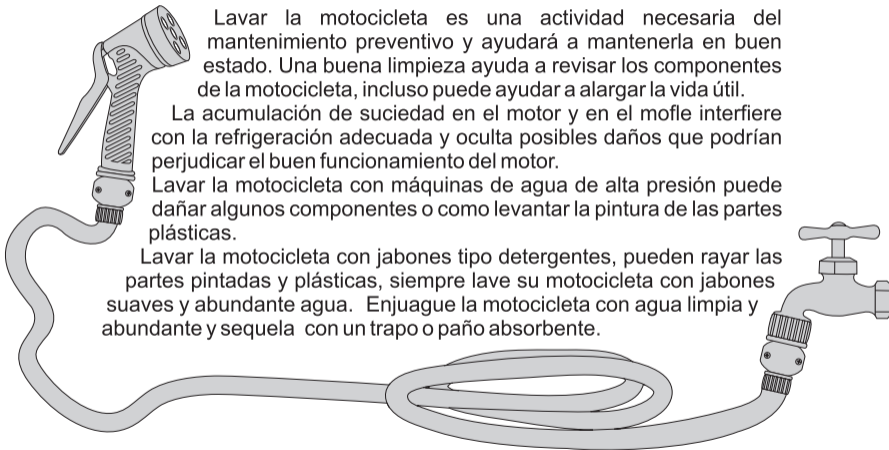 Lavar la motocicleta es una actividad necesaria del
mantenimiento preventivo y ayudará a mantenerla en buen
estado. Una buena limpieza ayuda a revisar los componentes
de la motocicleta, incluso puede ayudar a alargar la vida útil.
La acumulación de suciedad en el motor y en el mofle interfiere
con la refrigeración adecuada y oculta posibles daños que podrían
perjudicar el buen funcionamiento del motor.
Lavar la motocicleta con máquinas de agua de alta presión puede
dañar algunos componentes o como levantar la pintura de las partes
plásticas.
Lavar la motocicleta con jabones tipo detergentes, pueden rayar las
partes pintadas y plásticas, siempre lave su motocicleta con jabones
suaves y abundante agua. Enjuague la motocicleta con agua limpia y
abundante y sequela con un trapo o paño absorbente.